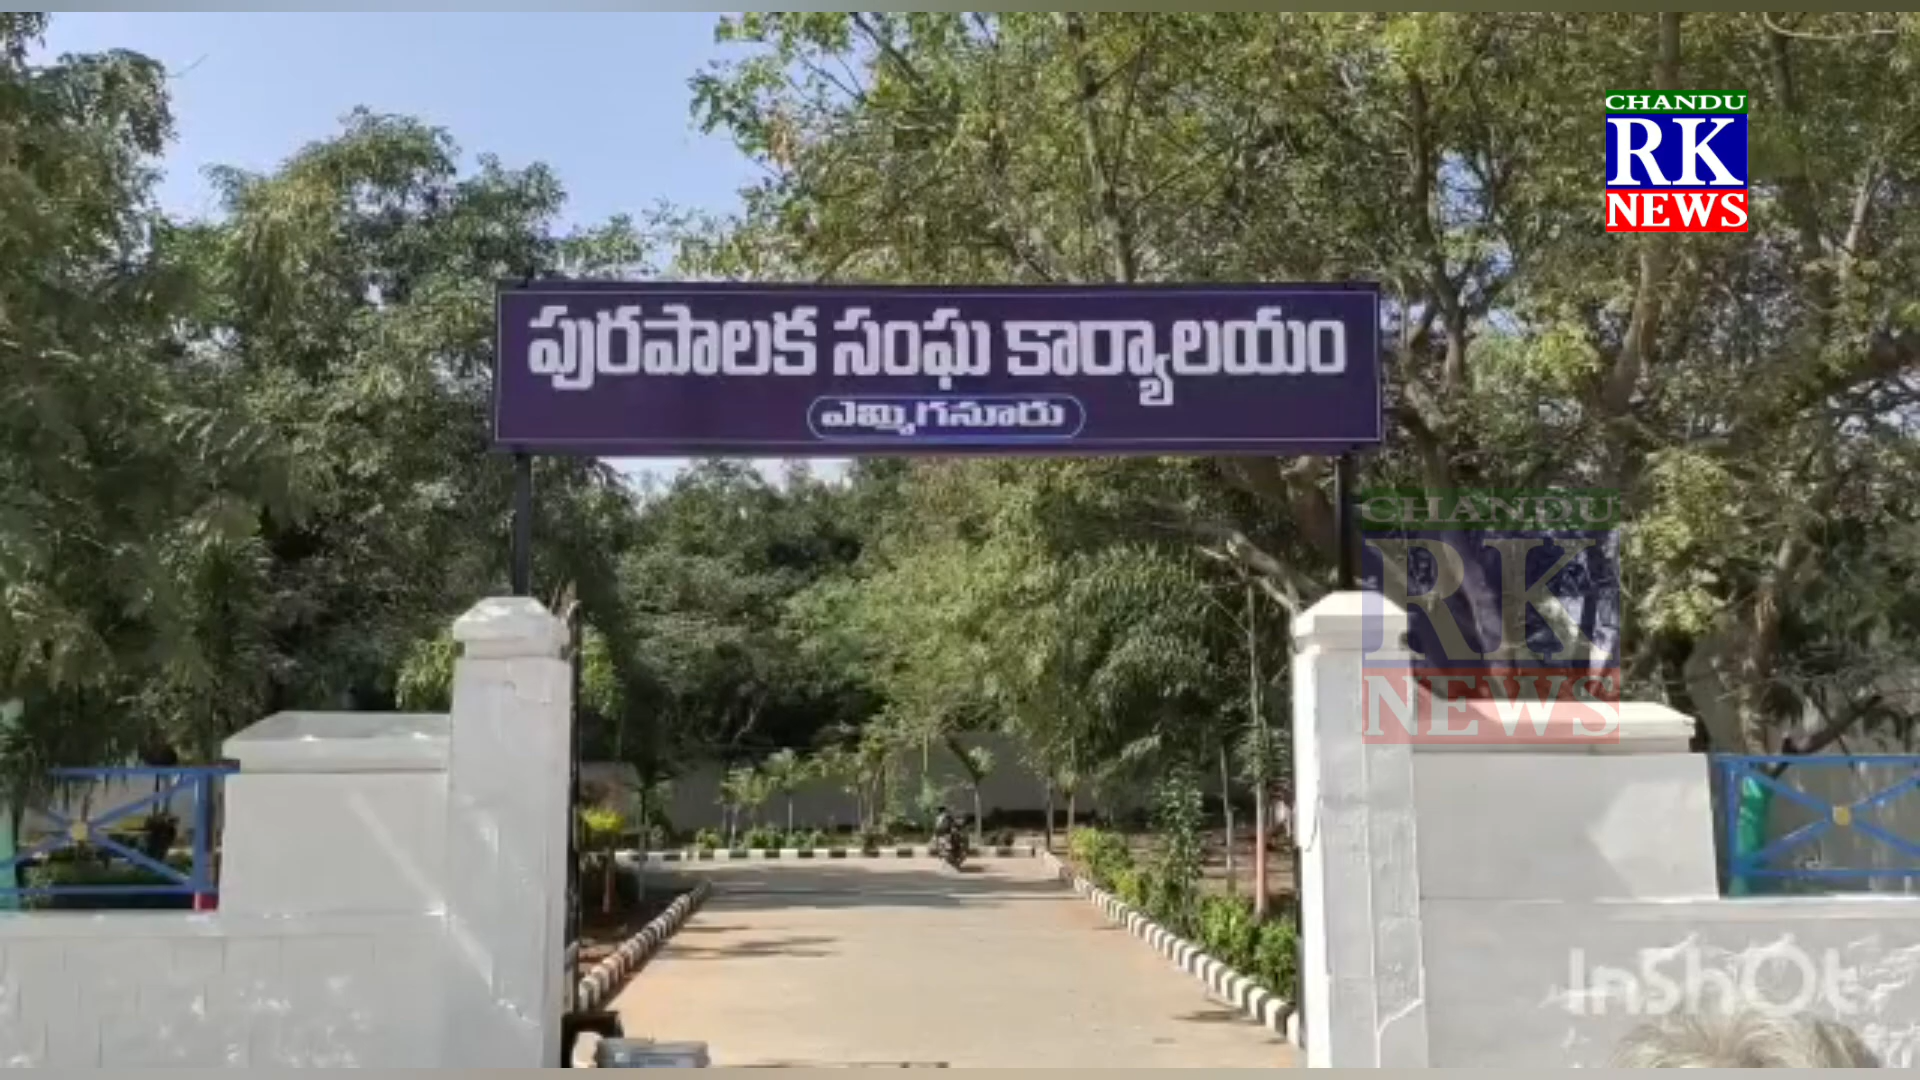 CHANDU
RK
NEWS
పురపాలక సంఘ కార్యాలయం
ఎమ్మిగనూరు
CHANDU
RK
NEWS
InShOt